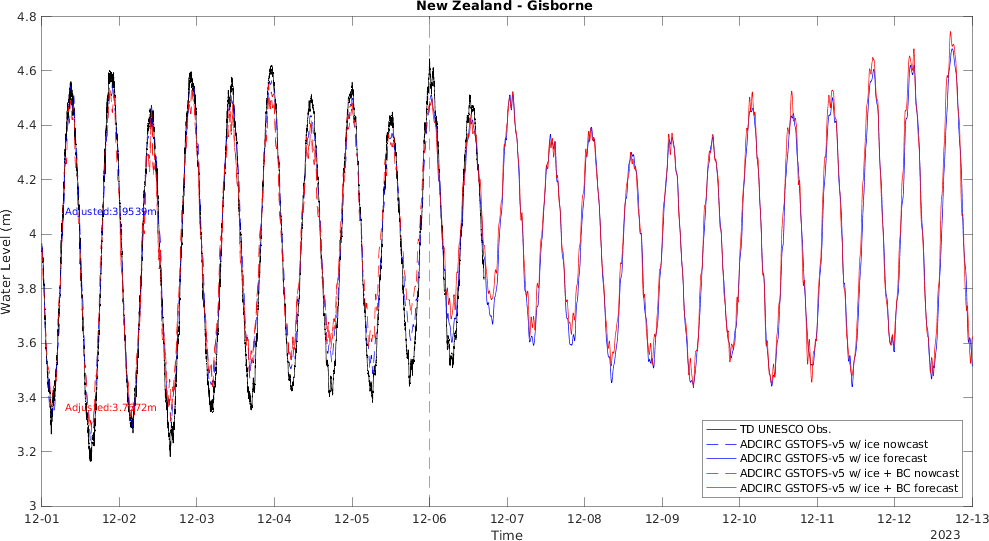 New Zealand - Gisborne
4.8
4.6
4.4
4.2
4
3.8
3.6
3.4
3.2
3
Water Level (m)
Adjusted:3.9539m
TD UNESCO Obs.
ADCIRC GSTOFS-v5 w/ ice nowcast
ADCIRC GSTOFS-v5 w/ ice forecast
ADCIRC GSTOFS-v5 w/ ice + BC nowcast
ADCIRC GSTOFS-v5 w/ ice + BC forecast
12-01 12-02 12-03 12-04 12-05 12-06 12-07 12-08 12-09 12-10 12-11 12-12 12-13
Time
2023